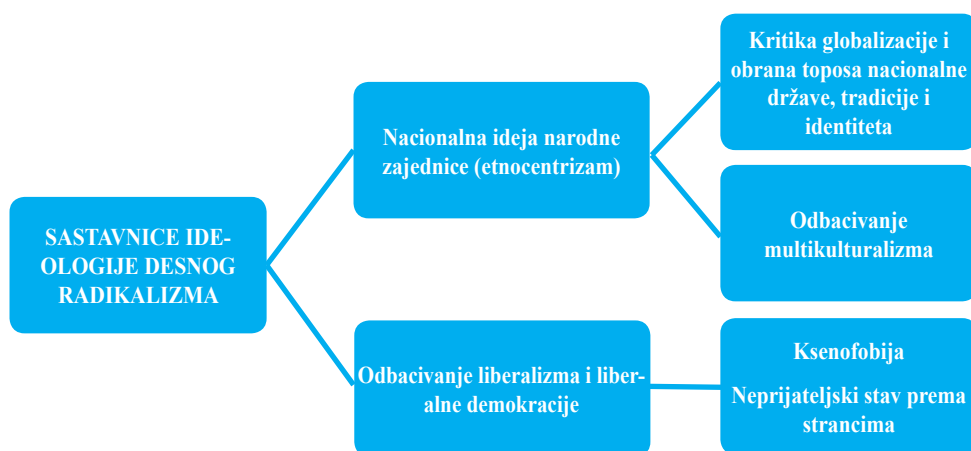 SASTAVNICE IDE-
OLOGIJE DESNOG
RADIKALIZMA
Nacionalna ideja narodne
zajednice (etnocentrizam)
Kritika globalizacije i
obrana toposa nacionalne
države, tradicije i
identiteta
Odbacivanje
multikulturalizma
Odbacivanje liberalizma i liber-
alne demokracije
Ksenofobija
Neprijateljski stav prema
strancima